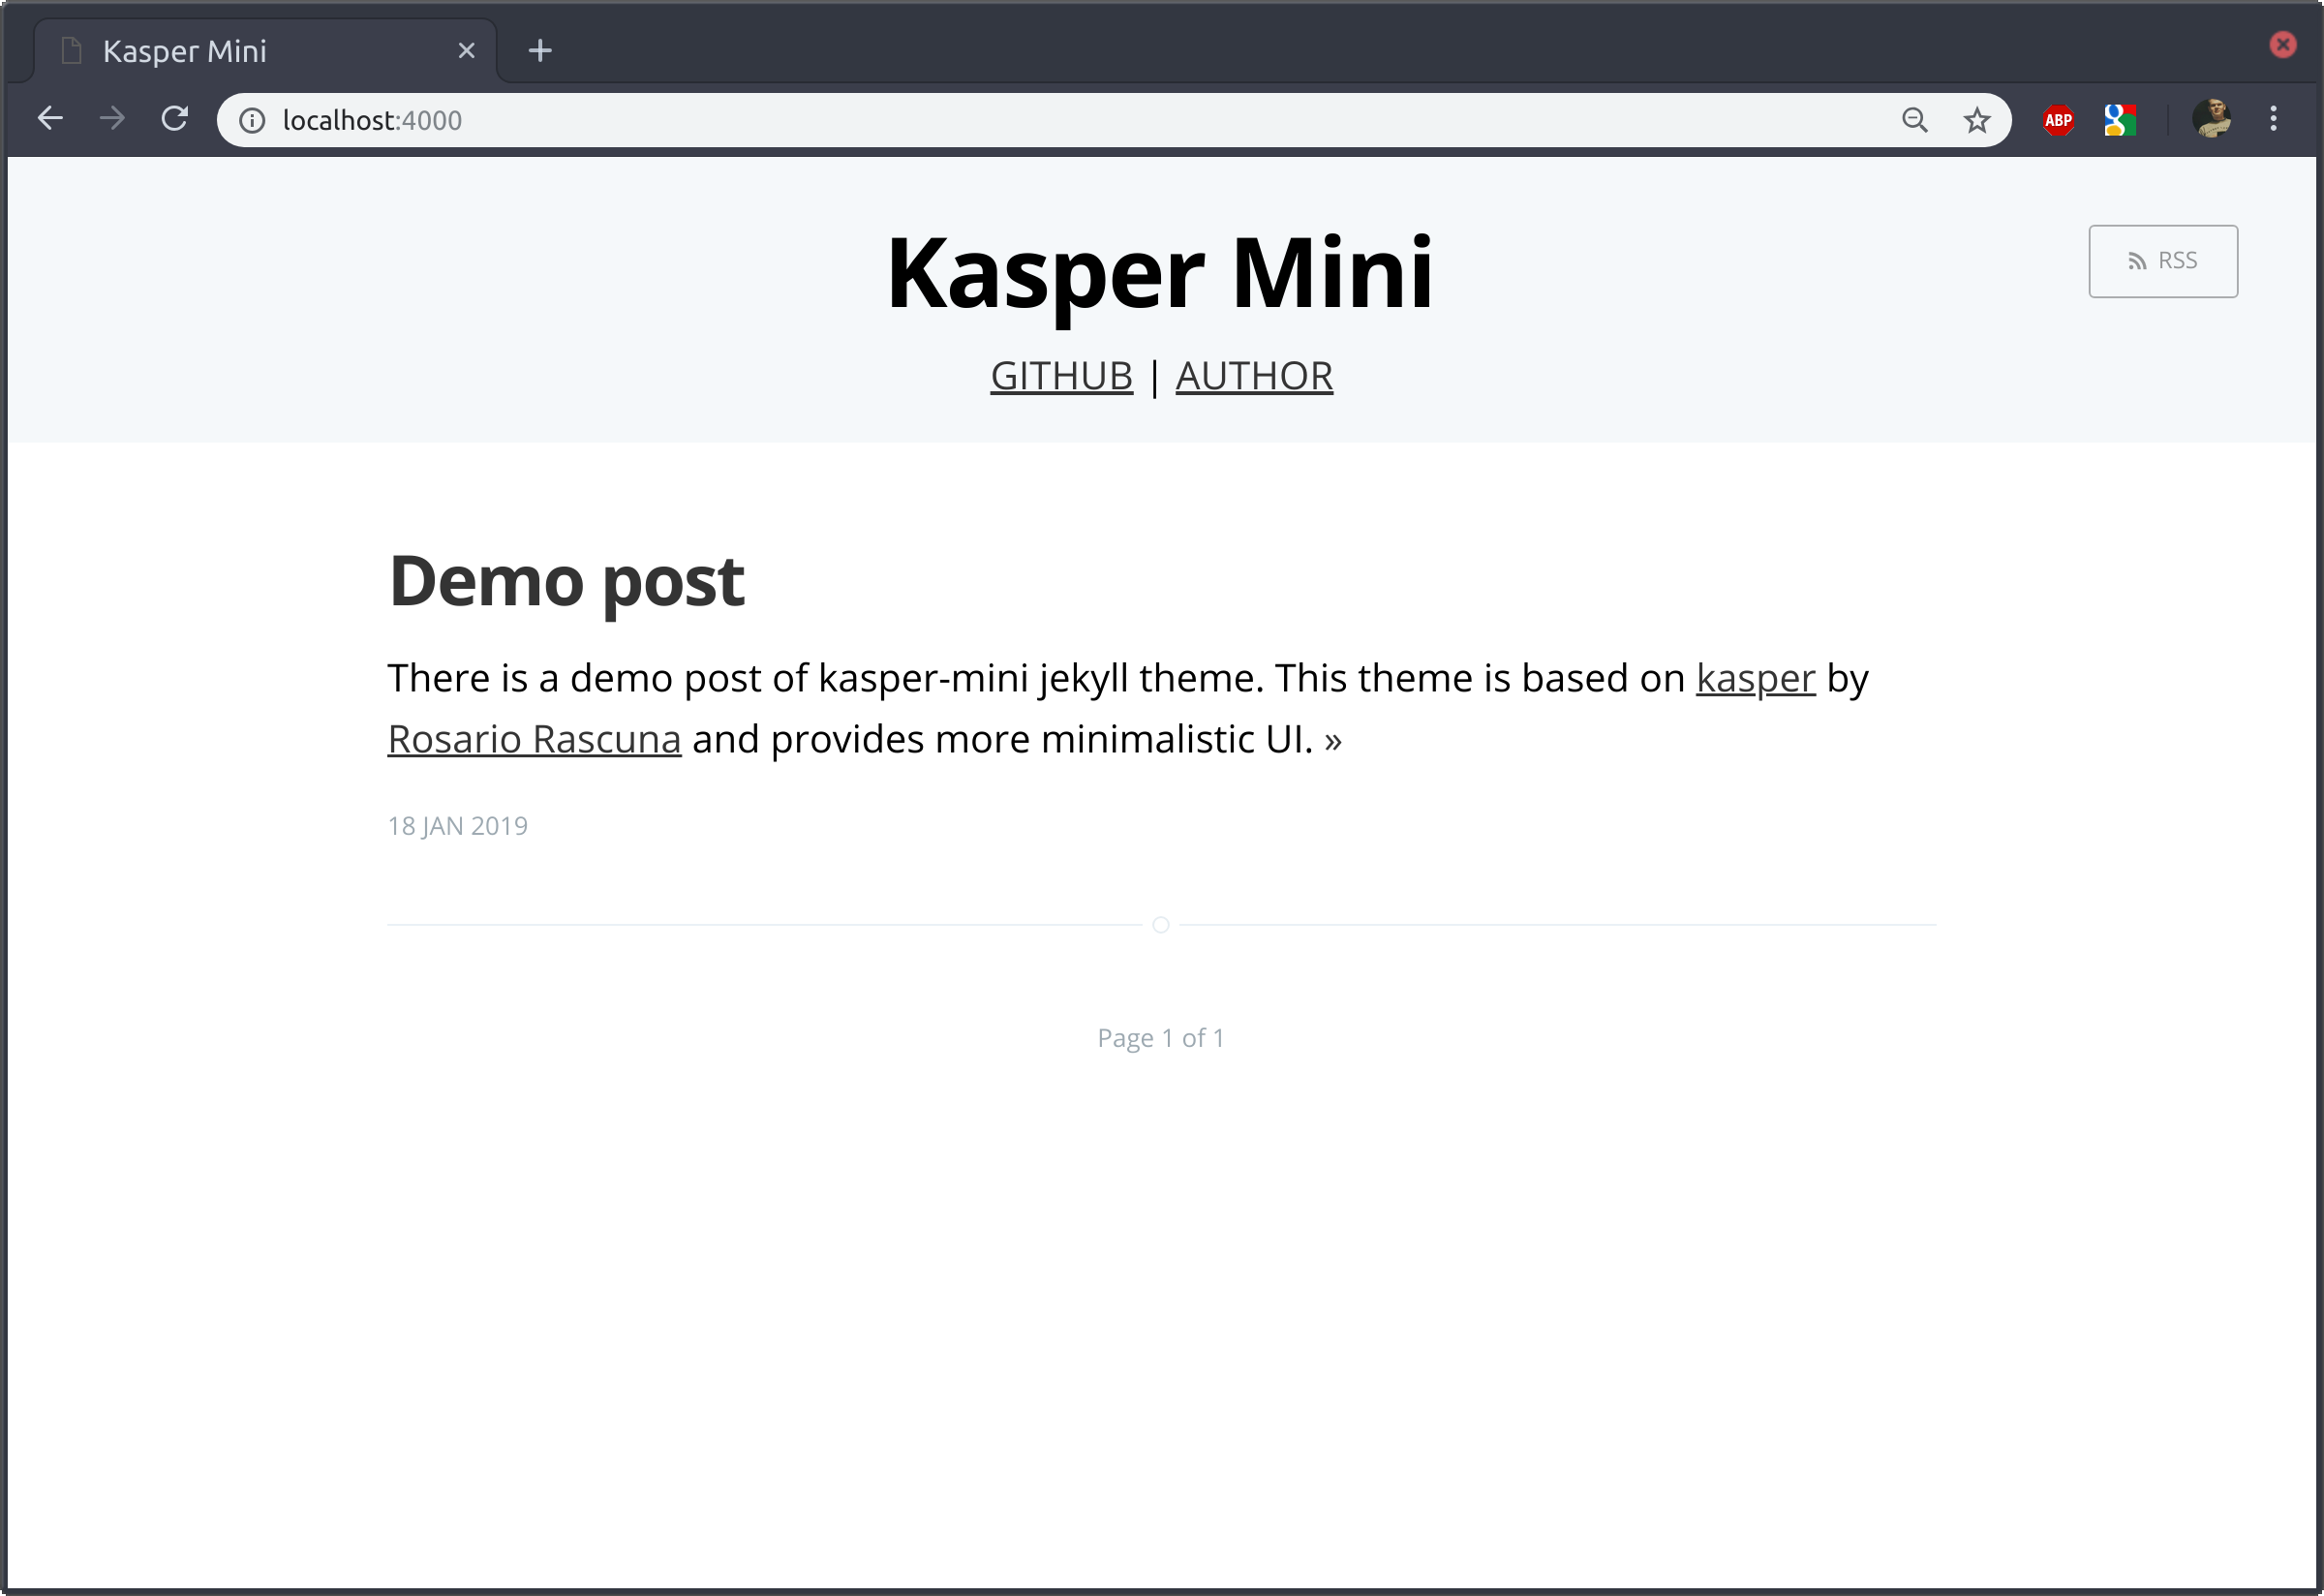 Kasper Mini
localhost:4000
ABP
g
Kasper Mini
RSS
GITHUB | AUTHOR
Demo post
There is a demo post of kasper-mini jekyll theme. This theme is based on kasper by
Rosario Rascuna and provides more minimalistic UI. »
18 JAN 2019
Page 1 of 1